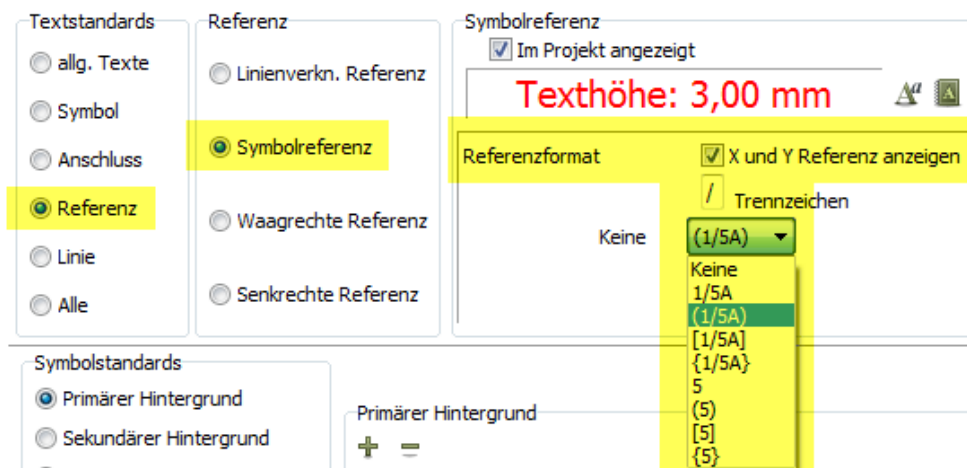 Textstandards
allg. Texte
Symbol
Anschluss
Referenz
Linie
Alle
Referenz
Linienverkn. Referenz
Symbolreferenz
Waagrechte Referenz
Senkrechte Referenz
Symbolreferenz
Im Projekt angezeigt
Texthöhe: 3,00 mm
Referenzformat
X und Y Referenz anzeigen
/ Trennzeichen
Keine (1/5A)
Keine
1/5A
(1/5A)
[1/5A]
{1/5A}
5
(5)
[5]
{5}
Symbolstandards
Primärer Hintergrund
Sekundärer Hintergrund
Primärer Hintergrund